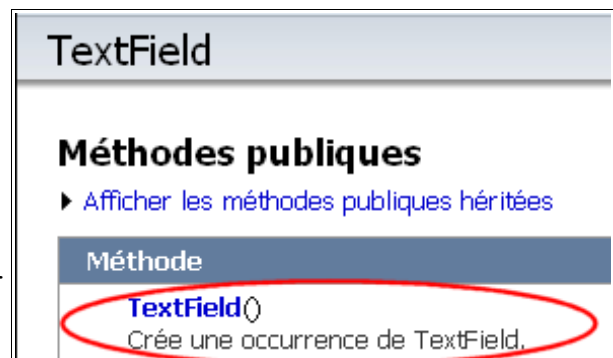 TextField
Méthodes publiques
Afficher les méthodes publiques héritées
Méthode
TextField()
Crée une occurrence de TextField.